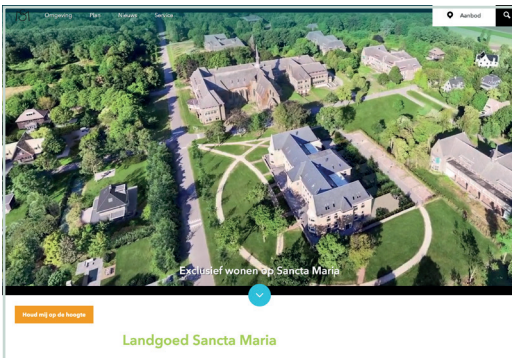 Omgeving Plan Nieuws Service
Aanbod
Exclusief wonen op Sancta Maria
Houd mij op de hoogte
Landgoed Sancta Maria